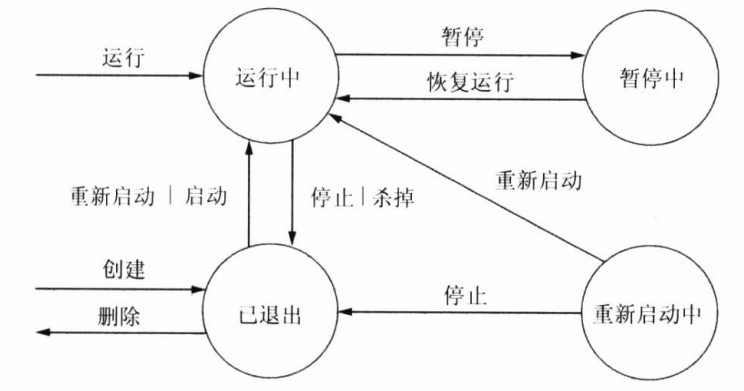 运行
运行中
暂停
恢复运行
暂停中
重新启动 | 启动
停止 | 杀掉
重新启动
创建
删除
已退出
停止
重新启动中